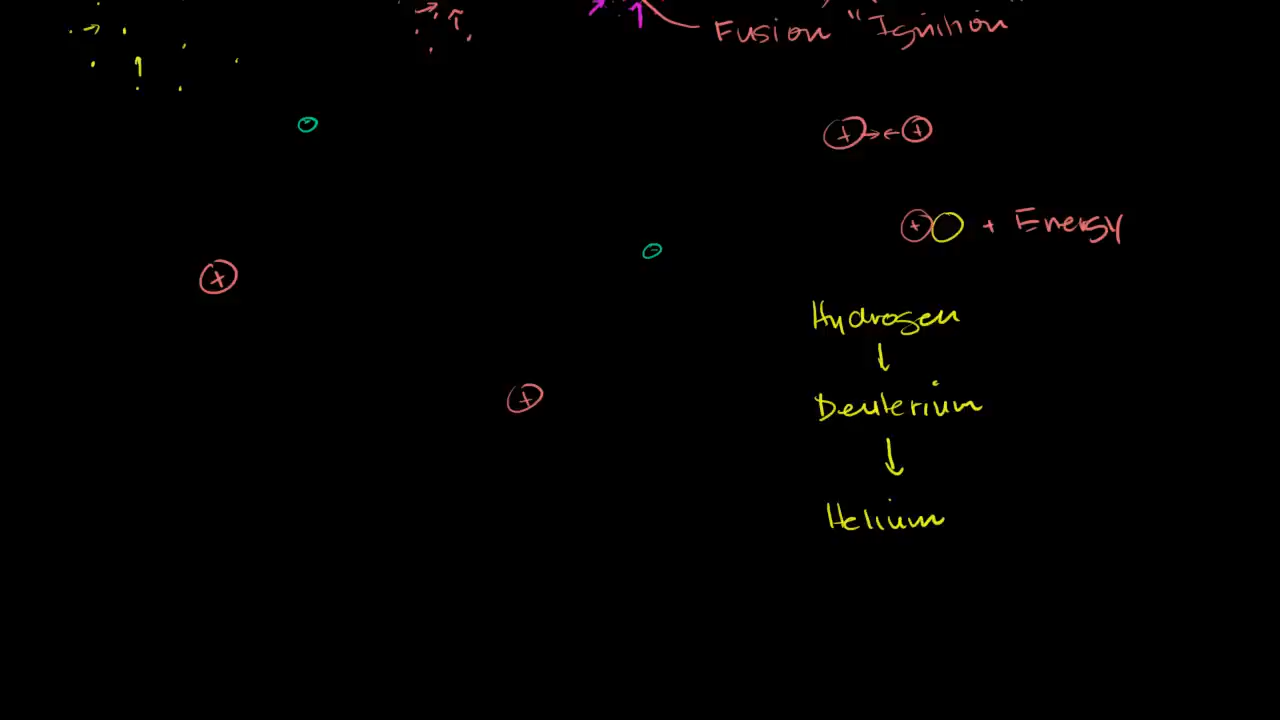 Fusion "Ignition"
+ → ← +
+ + Energy
-
-
+
Hydrogen
↓
Deuterium
+
↓
Helium